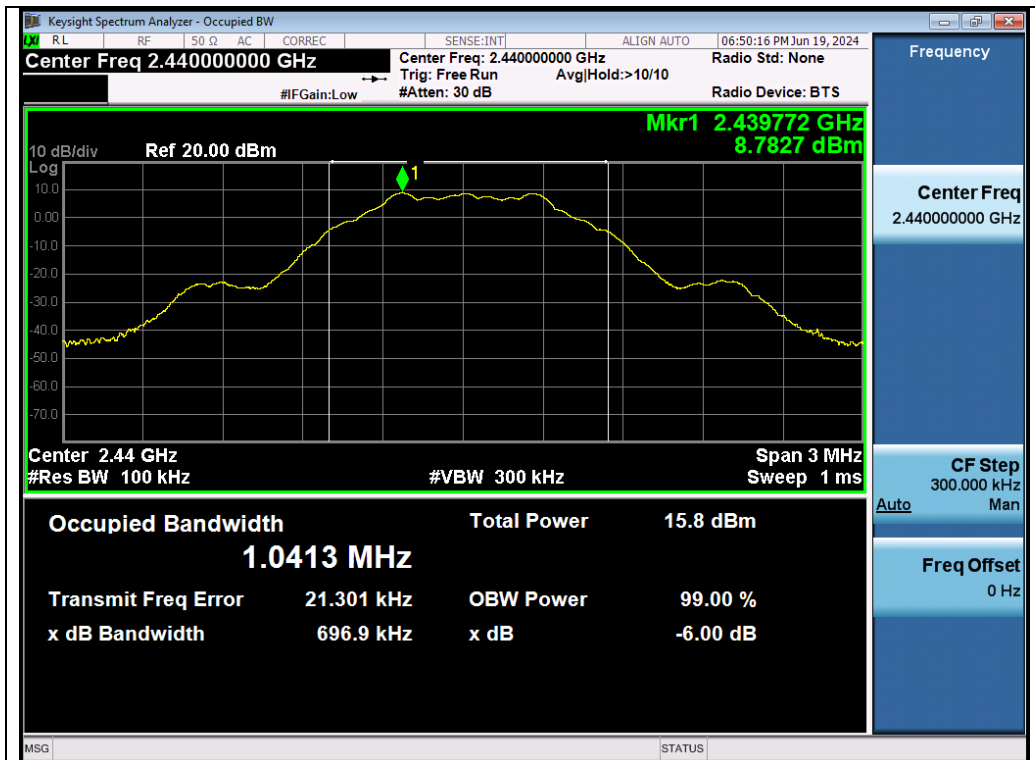 Keysight Spectrum Analyzer - Occupied BW
LXI RL RF 50 Ω AC CORREC SENSE:INT ALIGN AUTO 06:50:16 PM Jun 19, 2024
Center Freq 2.440000000 GHz
Center Freq: 2.440000000 GHz
Radio Std: None
Trig: Free Run Avg|Hold:>10/10
#IFGain:Low
#Atten: 30 dB
Radio Device: BTS
Mkr1 2.439772 GHz
8.7827 dBm
10 dB/div Ref 20.00 dBm
Log
1
10.0
0.00
-10.0
-20.0
-30.0
-40.0
-50.0
-60.0
-70.0
Center 2.44 GHz Span 3 MHz
#Res BW 100 kHz #VBW 300 kHz Sweep 1 ms
Occupied Bandwidth Total Power 15.8 dBm
1.0413 MHz
Transmit Freq Error 21.301 kHz OBW Power 99.00 %
x dB Bandwidth 696.9 kHz x dB -6.00 dB
Frequency
Center Freq
2.440000000 GHz
CF Step
300.000 kHz
Auto Man
Freq Offset
0 Hz
MSG STATUS